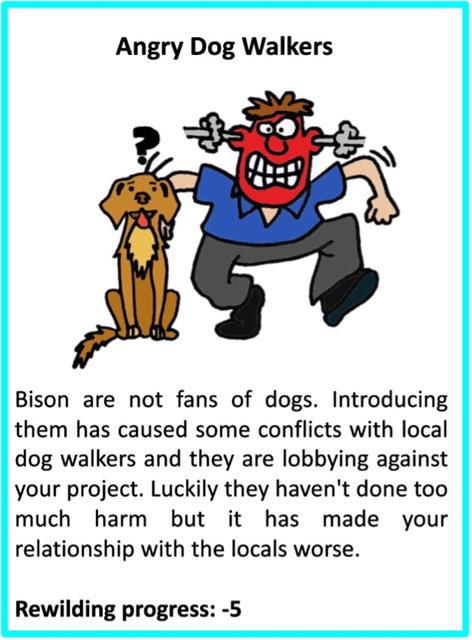 Angry Dog Walkers
?
Bison are not fans of dogs. Introducing
them has caused some conflicts with local
dog walkers and they are lobbying against
your project. Luckily they haven't done too
much harm but it has made your
relationship with the locals worse.
Rewilding progress: -5